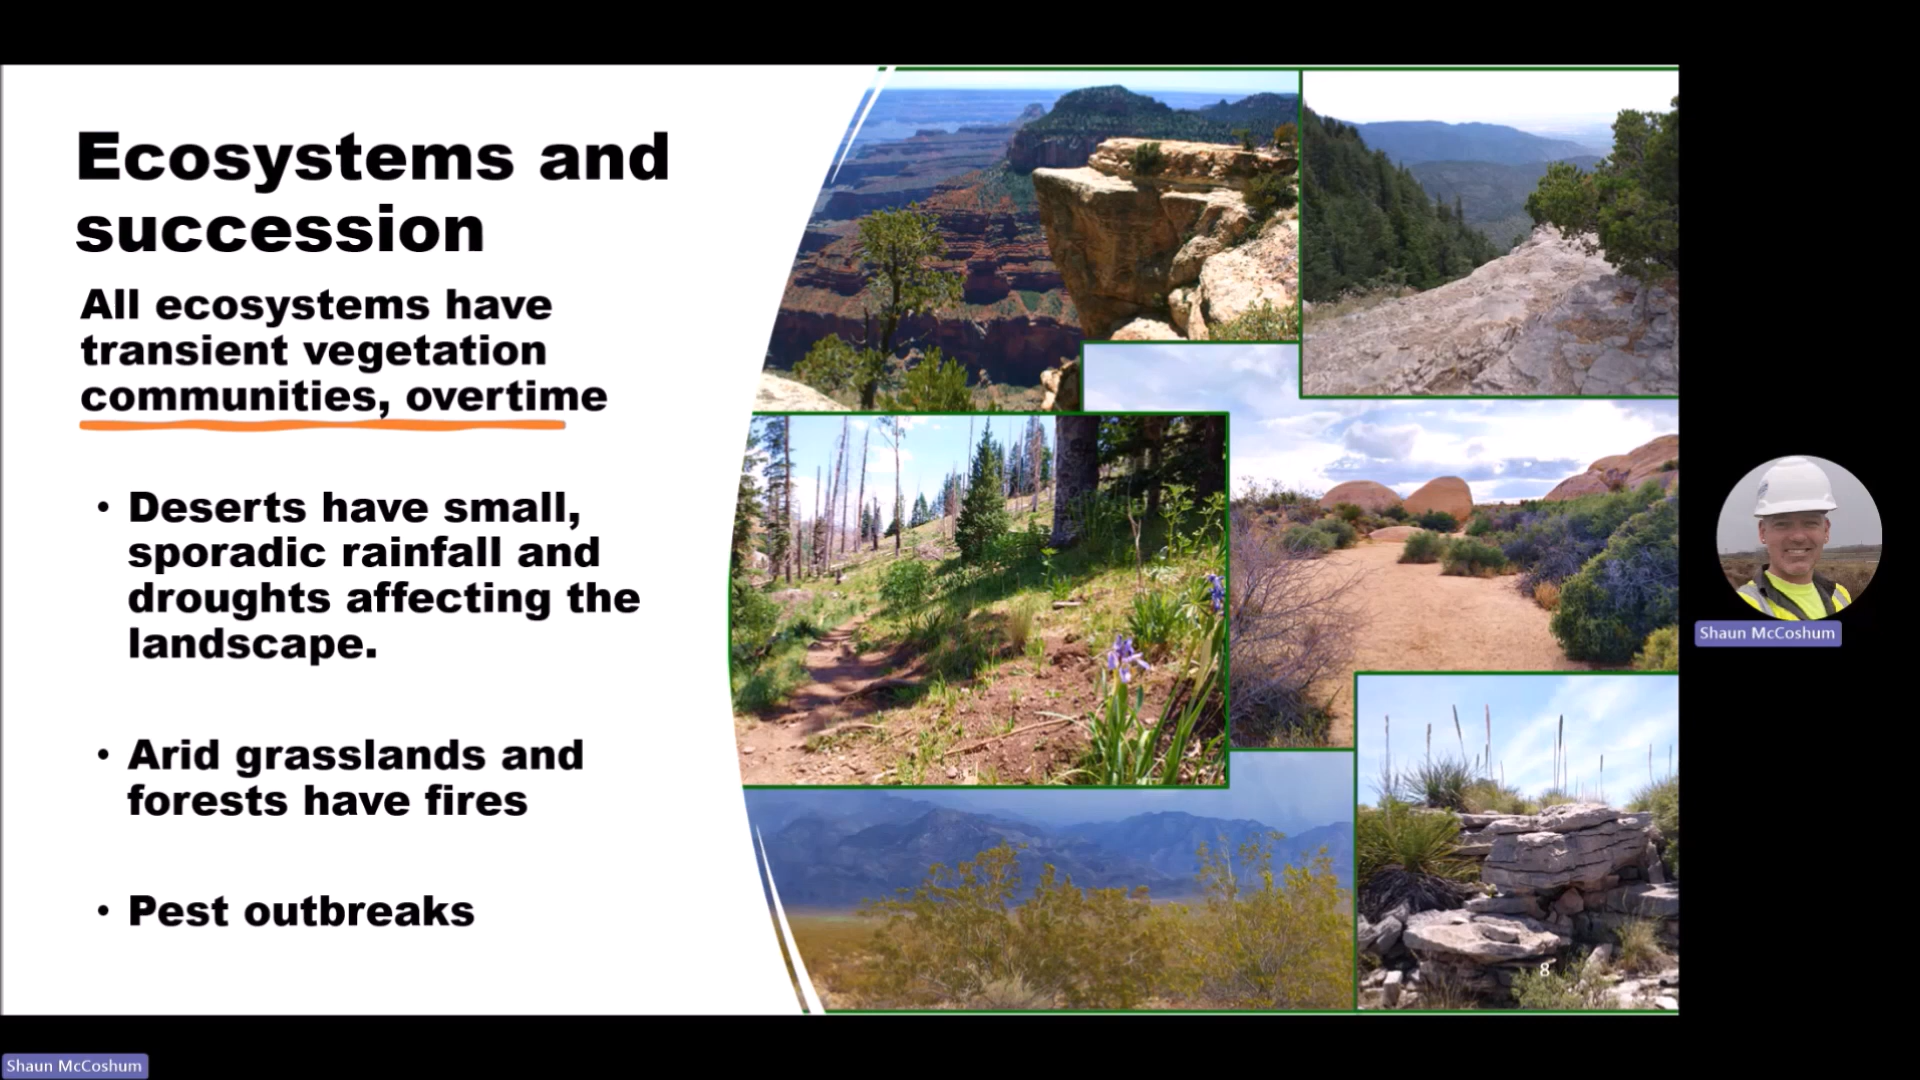 Ecosystems and
succession
All ecosystems have
transient vegetation
communities, overtime
• Deserts have small,
sporadic rainfall and
droughts affecting the
landscape.
• Arid grasslands and
forests have fires
• Pest outbreaks
8
Shaun McCoshum
Shaun McCoshum